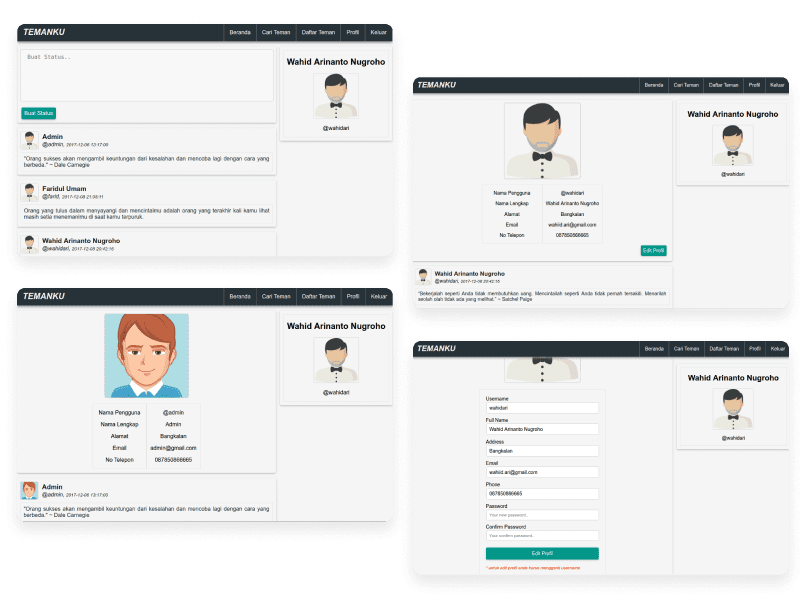 TEMANKU
Beranda
Cari Teman
Daftar Teman
Profil
Keluar
Buat Status..
Buat Status
Wahid Arinanto Nugroho
@wahidari
Admin
@admin, 2017-12-08 13:17:00
"Orang sukses akan mengambil keuntungan dari kesalahan dan mencoba lagi dengan cara yang
berbeda." ~ Dale Carnegie
Faridul Umam
@farid, 2017-12-08 21:08:11
Orang yang tulus dalam menyayangi dan mencintaimu adalah orang yang terakhir kali kamu lihat
masih setia menemanimu di saat kamu terpuruk.
Wahid Arinanto Nugroho
@wahidari, 2017-12-08 20:42:16
TEMANKU
Beranda
Cari Teman
Daftar Teman
Profil
Keluar
Nama Pengguna @admin
Nama Lengkap Admin
Alamat Bangkalan
Email admin@gmail.com
No Telepon 087850866665
Wahid Arinanto Nugroho
@wahidari
Admin
@admin, 2017-12-08 13:17:00
"Orang sukses akan mengambil keuntungan dari kesalahan dan mencoba lagi dengan cara yang
berbeda." ~ Dale Carnegie
TEMANKU
Beranda
Cari Teman
Daftar Teman
Profil
Keluar
Nama Pengguna @wahidari
Nama Lengkap Wahid Arinanto Nugroho
Alamat Bangkalan
Email wahid.ari@gmail.com
No Telepon 087850866665
Edit Profil
Wahid Arinanto Nugroho
@wahidari
Wahid Arinanto Nugroho
@wahidari, 2017-12-08 20:42:16
"Bekerjalah seperti Anda tidak membutuhkan uang. Mencintailah seperti Anda tidak pernah tersakiti. Menarilah
seolah olah tidak ada yang melihat." ~ Satchel Paige
TEMANKU
Beranda
Cari Teman
Daftar Teman
Profil
Keluar
Username
wahidari
Full Name
Wahid Arinanto Nugroho
Address
Bangkalan
Email
wahid.ari@gmail.com
Phone
087850866665
Password
Your new password..
Confirm Password
Your confirm password..
Edit Profil
* untuk edit profil anda harus mengganti username
Wahid Arinanto Nugroho
@wahidari